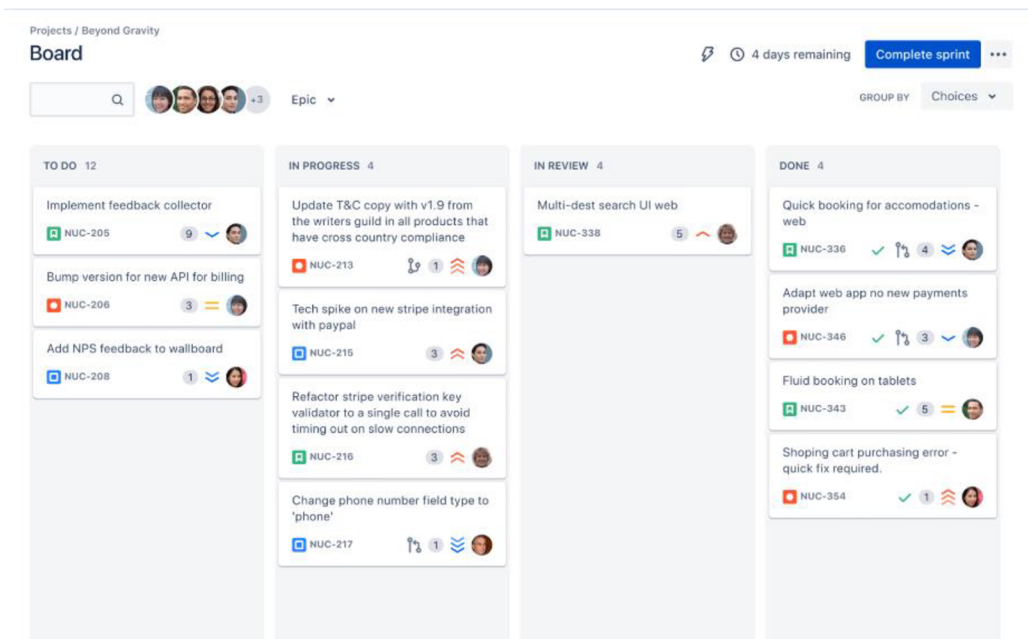 Projects / Beyond Gravity
Board
4 days remaining
Complete sprint
+3
Epic
GROUP BY
Choices
TO DO 12
Implement feedback collector
NUC-205
9
Bump version for new API for billing
NUC-206
3
Add NPS feedback to wallboard
NUC-208
1
IN PROGRESS 4
Update T&C copy with v1.9 from
the writers guild in all products that
have cross country compliance
NUC-213
1
Tech spike on new stripe integration
with paypal
NUC-215
3
Refactor stripe verification key
validator to a single call to avoid
timing out on slow connections
NUC-216
3
Change phone number field type to
'phone'
NUC-217
1
IN REVIEW 4
Multi-dest search UI web
NUC-338
5
DONE 4
Quick booking for accomodations -
web
NUC-336
4
Adapt web app no new payments
provider
NUC-346
3
Fluid booking on tablets
NUC-343
5
Shoping cart purchasing error -
quick fix required.
NUC-354
1